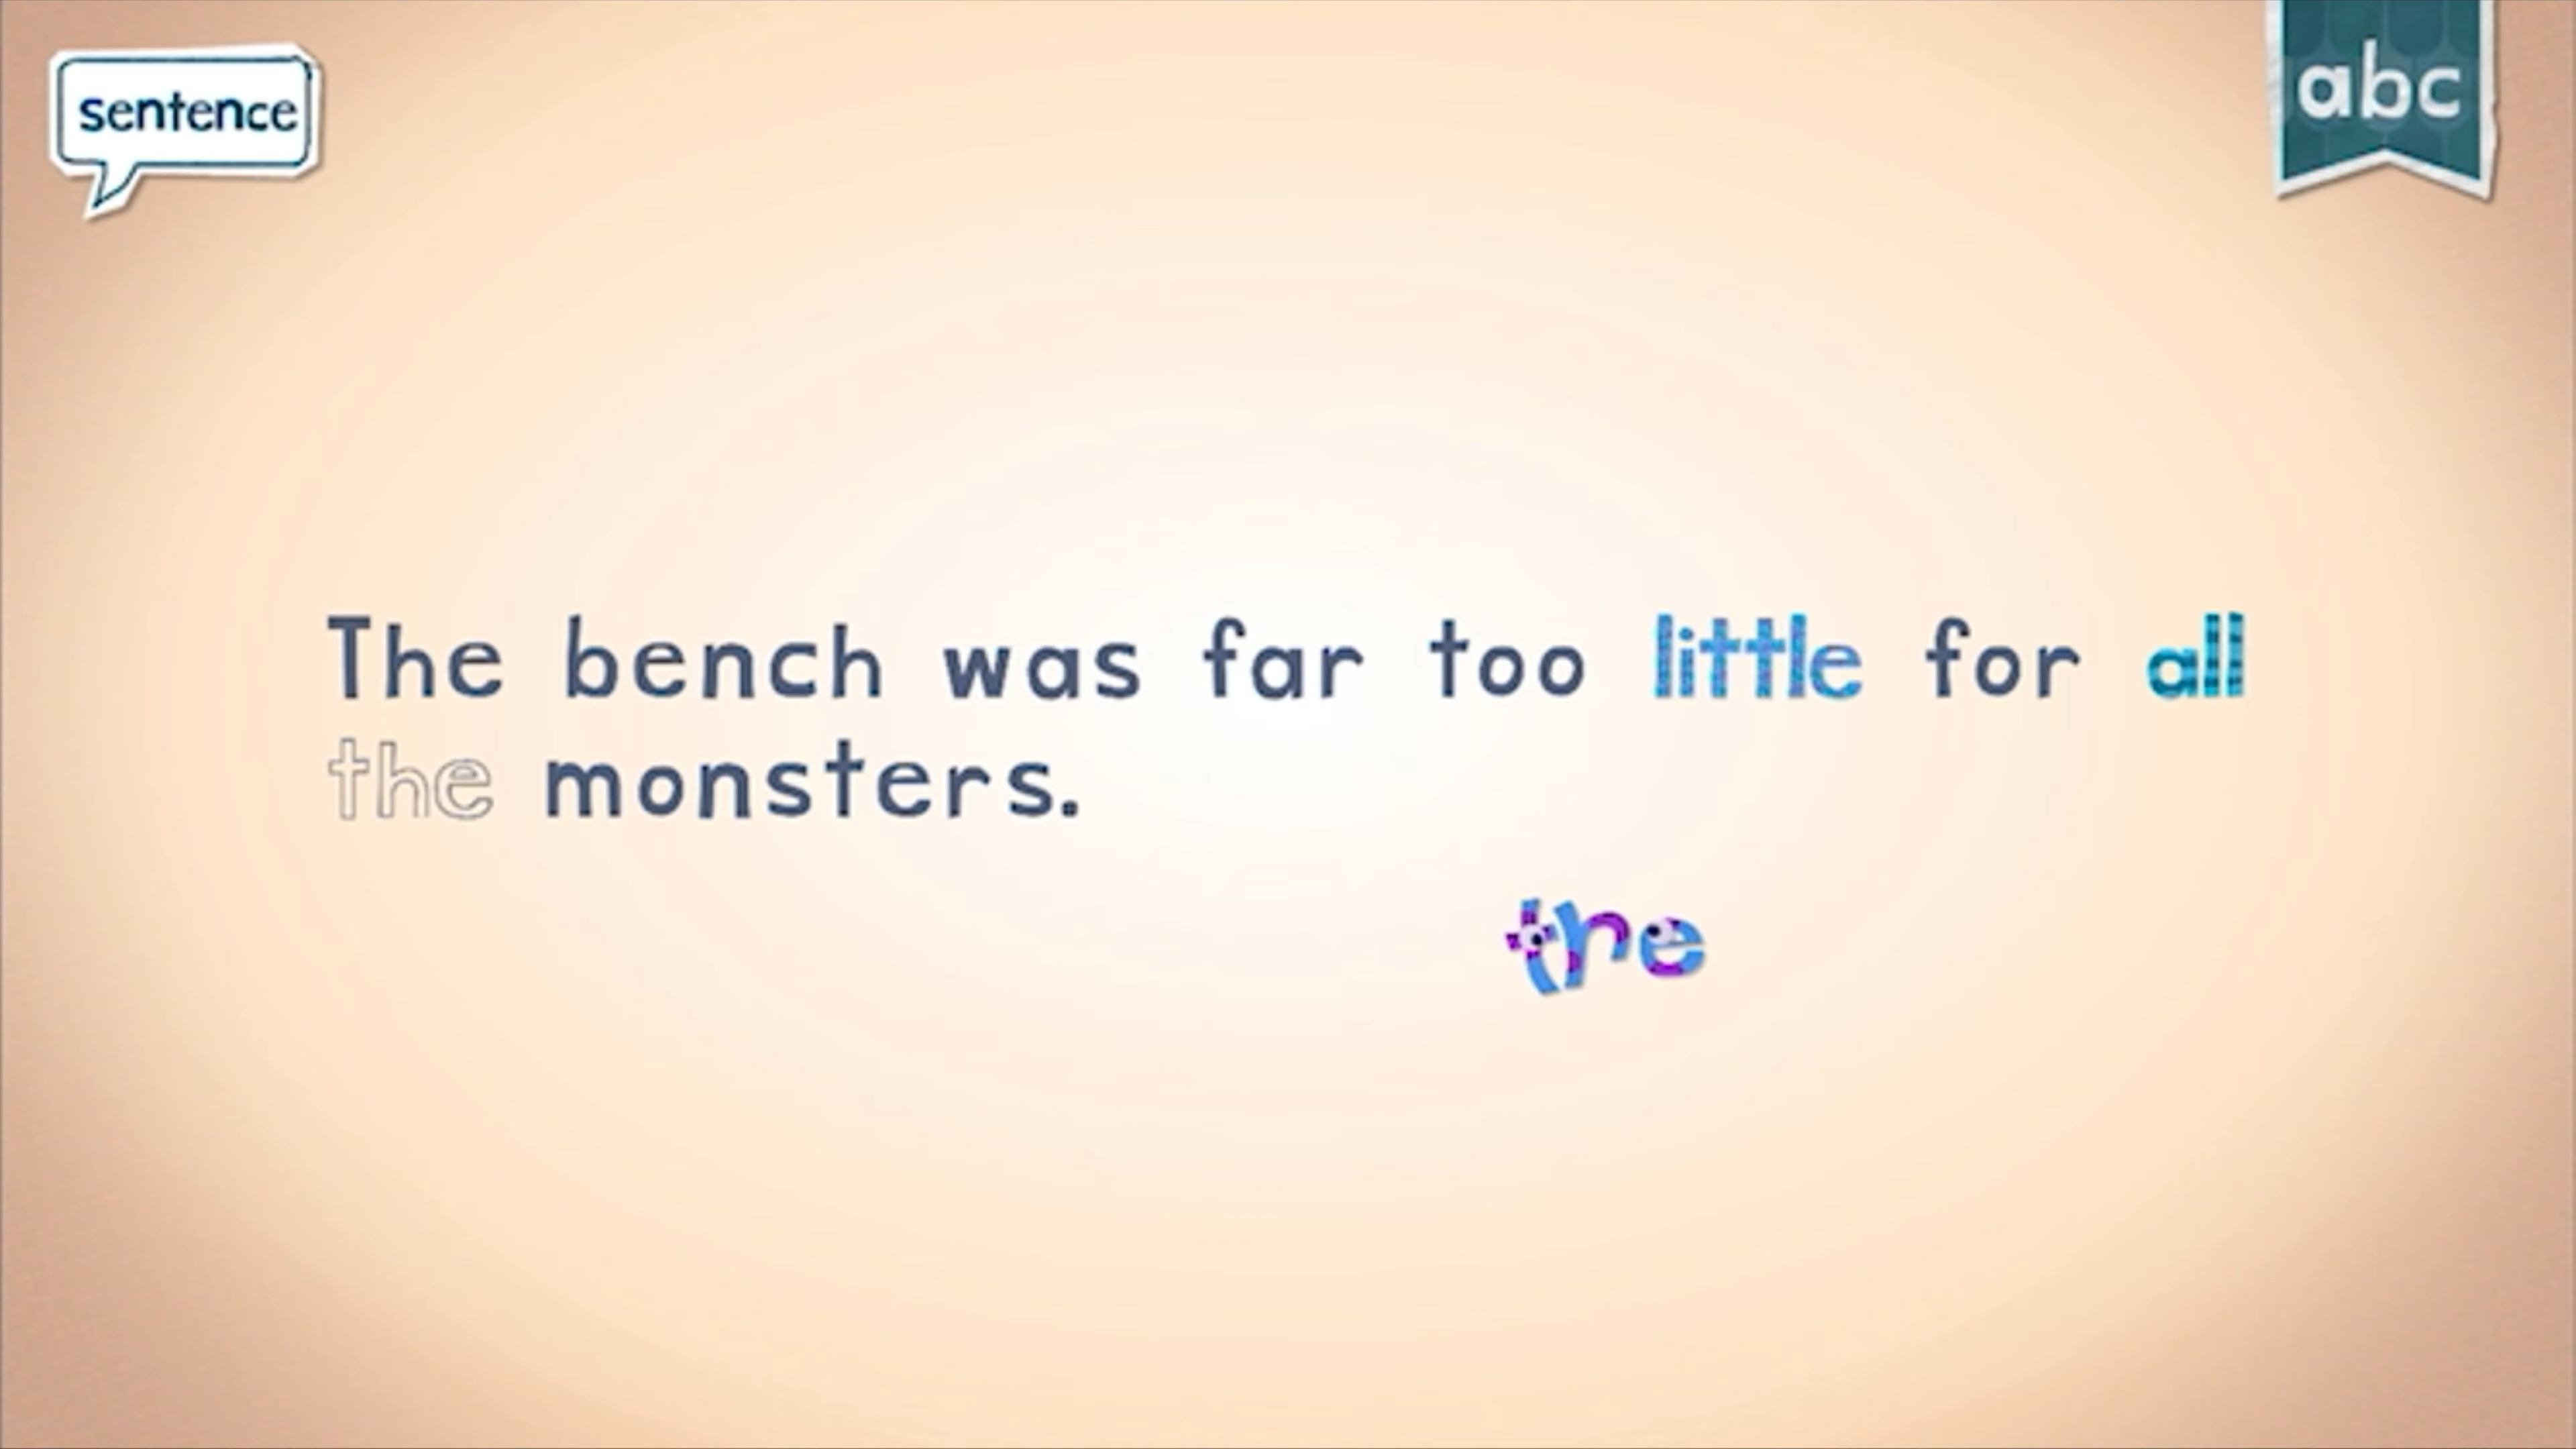 sentence
abc
The bench was far too little for all
the monsters.
the